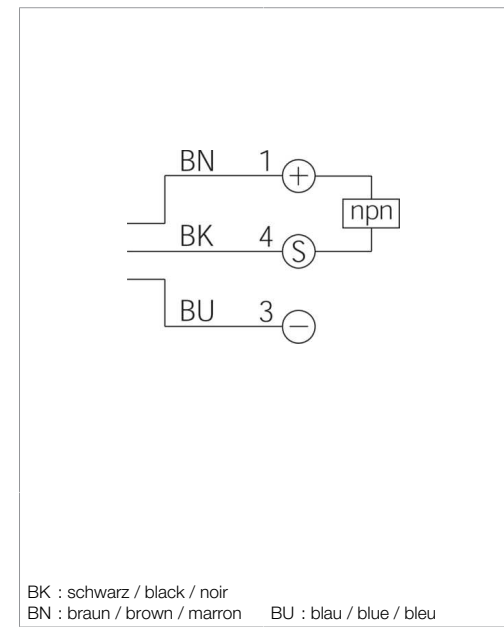 BN 1 +
npn
BK 4 S
BU 3 −
BK : schwarz / black / noir
BN : braun / brown / marron BU : blau / blue / bleu